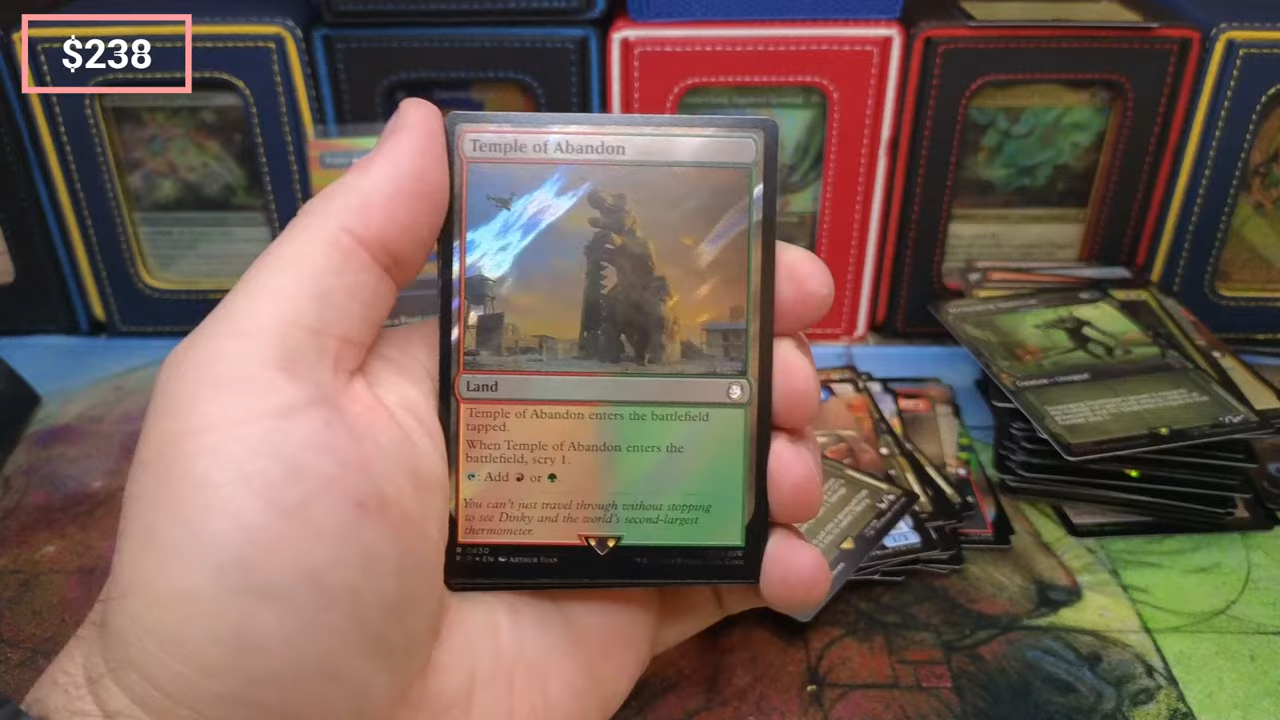 $238
Temple of Abandon
Land
Temple of Abandon enters the battlefield
tapped.
When Temple of Abandon enters the
battlefield, scry 1.
: Add or .
You can't just travel through without stopping
to see Dinky and the world's second-largest
thermometer.
R 0430
EN ARTHUR YUAN